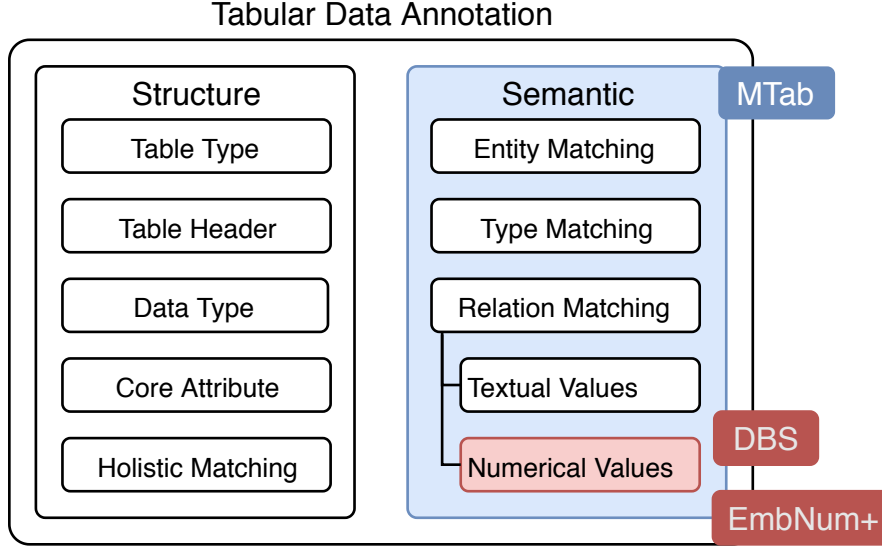 Tabular Data Annotation
Structure
Table Type
Table Header
Data Type
Core Attribute
Holistic Matching
Semantic
MTab
Entity Matching
Type Matching
Relation Matching
Textual Values
Numerical Values
DBS
EmbNum+